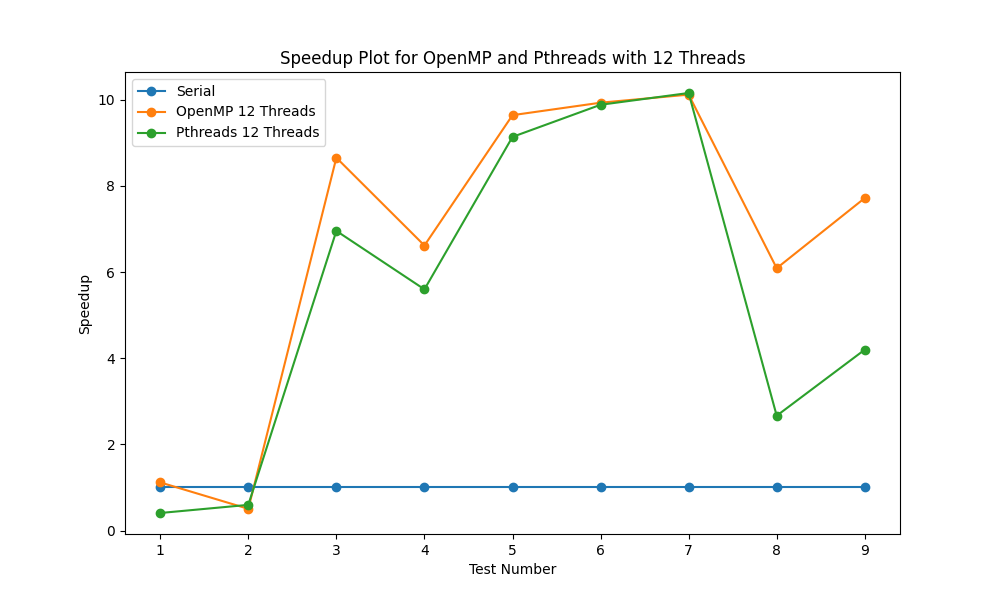 Speedup Plot for OpenMP and Pthreads with 12 Threads
Serial
OpenMP 12 Threads
Pthreads 12 Threads
10
8
6
4
2
0
Speedup
1 2 3 4 5 6 7 8 9
Test Number